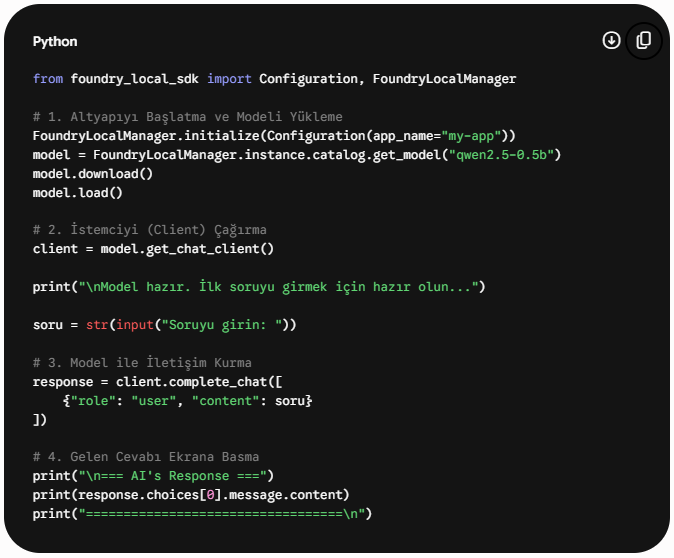 Python
from foundry_local_sdk import Configuration, FoundryLocalManager
# 1. Altyapıyı Başlatma ve Modeli Yükleme
FoundryLocalManager.initialize(Configuration(app_name="my-app"))
model = FoundryLocalManager.instance.catalog.get_model("qwen2.5-0.5b")
model.download()
model.load()
# 2. İstemciyi (Client) Çağırma
client = model.get_chat_client()
print("\nModel hazır. İlk soruyu girmek için hazır olun...")
soru = str(input("Soruyu girin: "))
# 3. Model ile İletişim Kurma
response = client.complete_chat([
    {"role": "user", "content": soru}
])
# 4. Gelen Cevabı Ekrana Basma
print("\n=== AI's Response ===")
print(response.choices[0].message.content)
print("==================================\n")